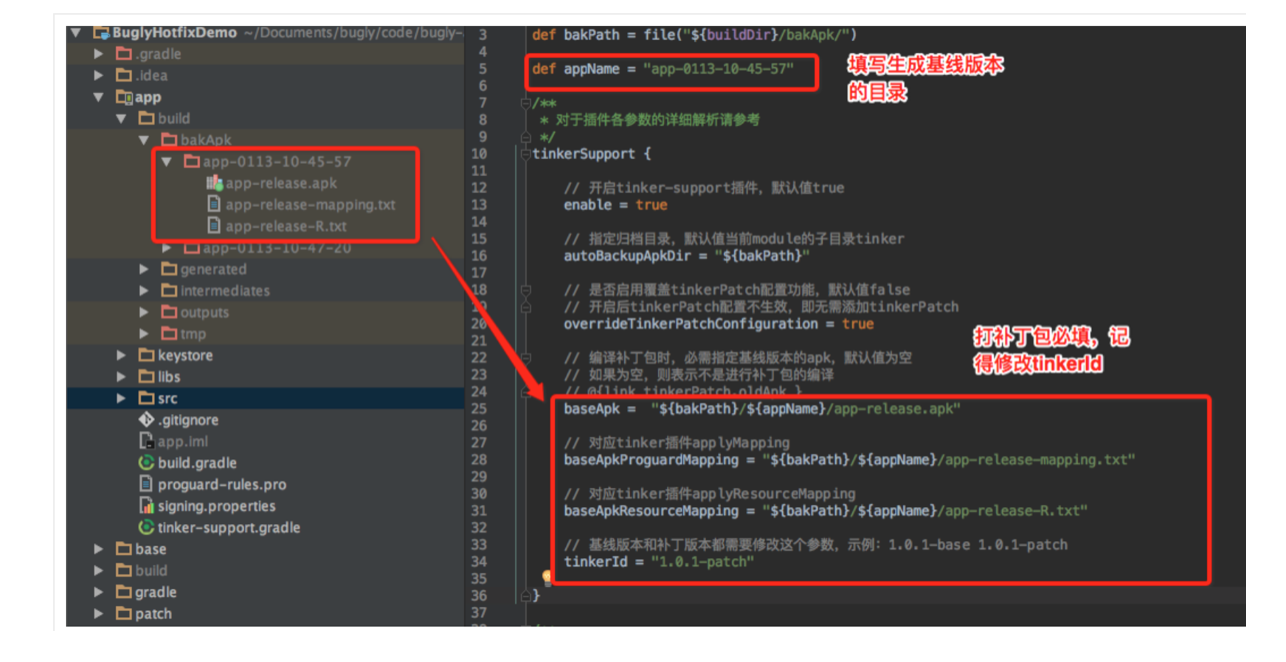 BuglyHotfixDemo ~/Documents/bugly/code/bugly-
.gradle
.idea
app
build
bakApk
app-0113-10-45-57
app-release.apk
app-release-mapping.txt
app-release-R.txt
app-0113-10-47-20
generated
intermediates
outputs
tmp
keystore
libs
src
.gitignore
app.iml
build.gradle
proguard-rules.pro
signing.properties
tinker-support.gradle
base
build
gradle
patch
3 def bakPath = file("${buildDir}/bakApk/")
4
5 def appName = "app-0113-10-45-57"
填写生成基线版本
的目录
6
7 /**
8 * 对于插件各参数的详细解析请参考
9 */
10 tinkerSupport {
11
12 // 开启tinker-support插件，默认值true
13 enable = true
14
15 // 指定归档目录，默认值当前module的子目录tinker
16 autoBackupApkDir = "${bakPath}"
17
18 // 是否启用覆盖tinkerPatch配置功能，默认值false
19 // 开启后tinkerPatch配置不生效，即无需添加tinkerPatch
20 overrideTinkerPatchConfiguration = true
打补丁包必填，记
得修改tinkerId
21
22 // 编译补丁包时，必需指定基线版本的apk，默认值为空
23 // 如果为空，则表示不是进行补丁包的编译
24 // @{link tinkerPatch.oldApk }
25 baseApk = "${bakPath}/${appName}/app-release.apk"
26
27 // 对应tinker插件applyMapping
28 baseApkProguardMapping = "${bakPath}/${appName}/app-release-mapping.txt"
29
30 // 对应tinker插件applyResourceMapping
31 baseApkResourceMapping = "${bakPath}/${appName}/app-release-R.txt"
32
33 // 基线版本和补丁版本都需要修改这个参数，示例：1.0.1-base 1.0.1-patch
34 tinkerId = "1.0.1-patch"
35
36 }
37